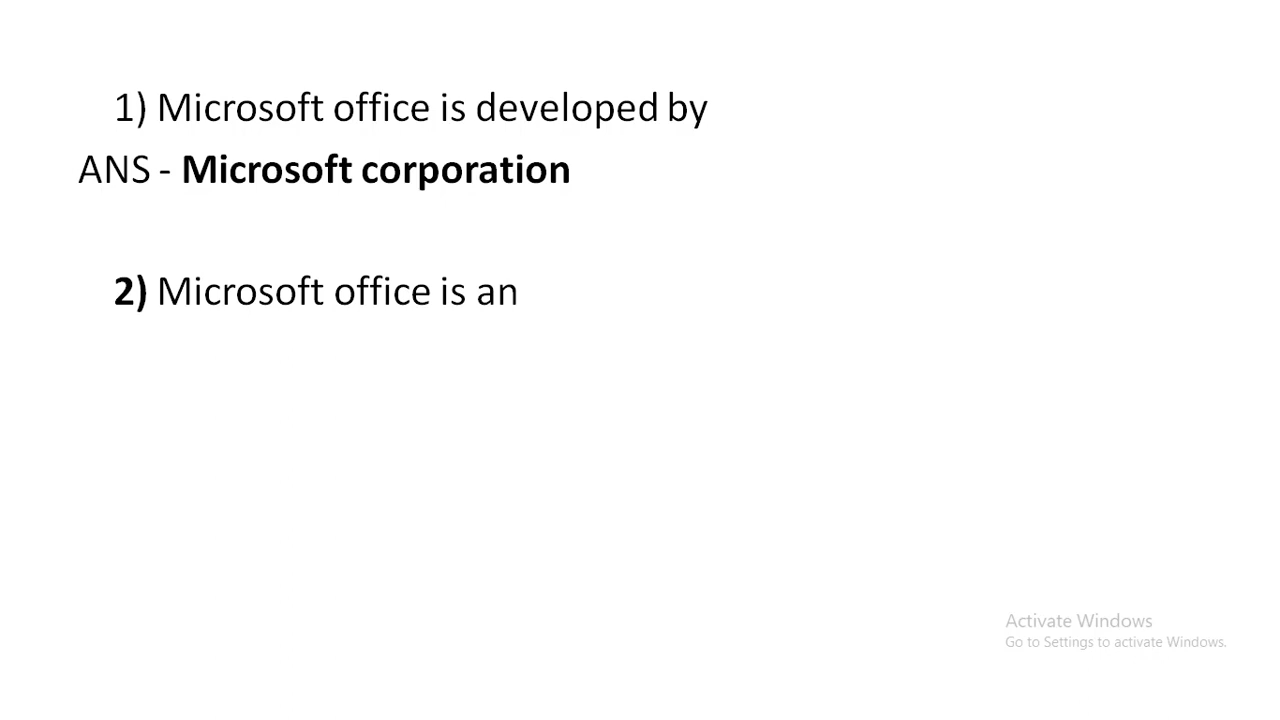 1) Microsoft office is developed by
ANS - Microsoft corporation
2) Microsoft office is an
Activate Windows
Go to Settings to activate Windows.